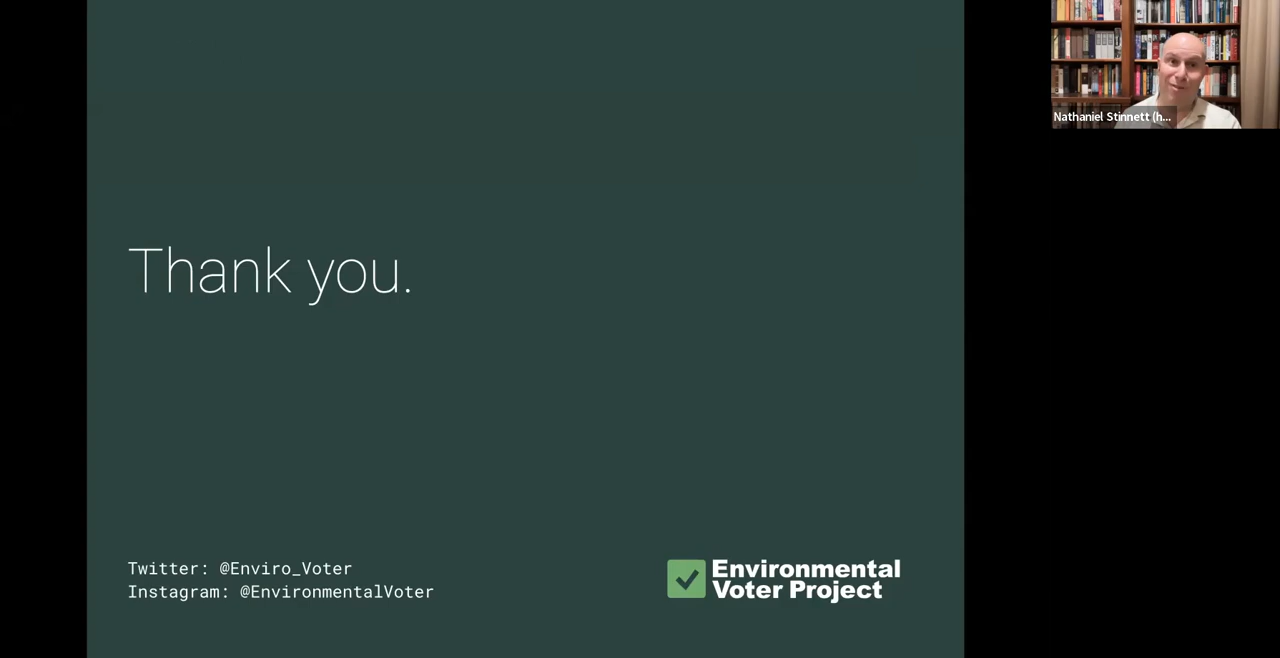 Thank you.
Twitter: @Enviro_Voter
Instagram: @EnvironmentalVoter
Environmental
Voter Project
Nathaniel Stinnett (h...